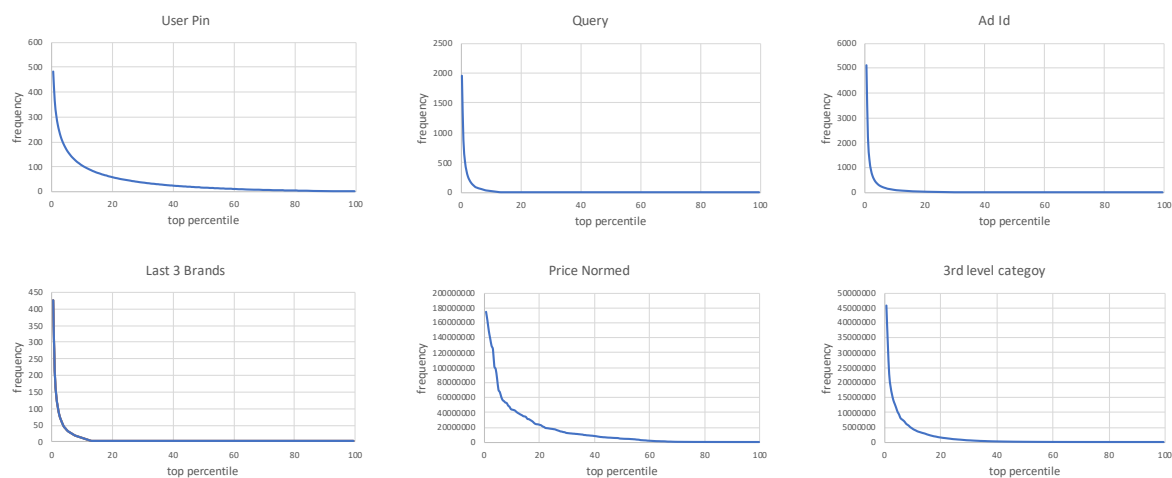 User Pin
600
500
400
300
200
100
0
frequency
0 20 40 60 80 100
top percentile
Query
2500
2000
1500
1000
500
0
frequency
0 20 40 60 80 100
top percentile
Ad Id
6000
5000
4000
3000
2000
1000
0
frequency
0 20 40 60 80 100
top percentile
Last 3 Brands
450
400
350
300
250
200
150
100
50
0
frequency
0 20 40 60 80 100
top percentile
Price Normed
200000000
180000000
160000000
140000000
120000000
100000000
80000000
60000000
40000000
20000000
0
frequency
0 20 40 60 80 100
top percentile
3rd level categoy
50000000
45000000
40000000
35000000
30000000
25000000
20000000
15000000
10000000
5000000
0
frequency
0 20 40 60 80 100
top percentile